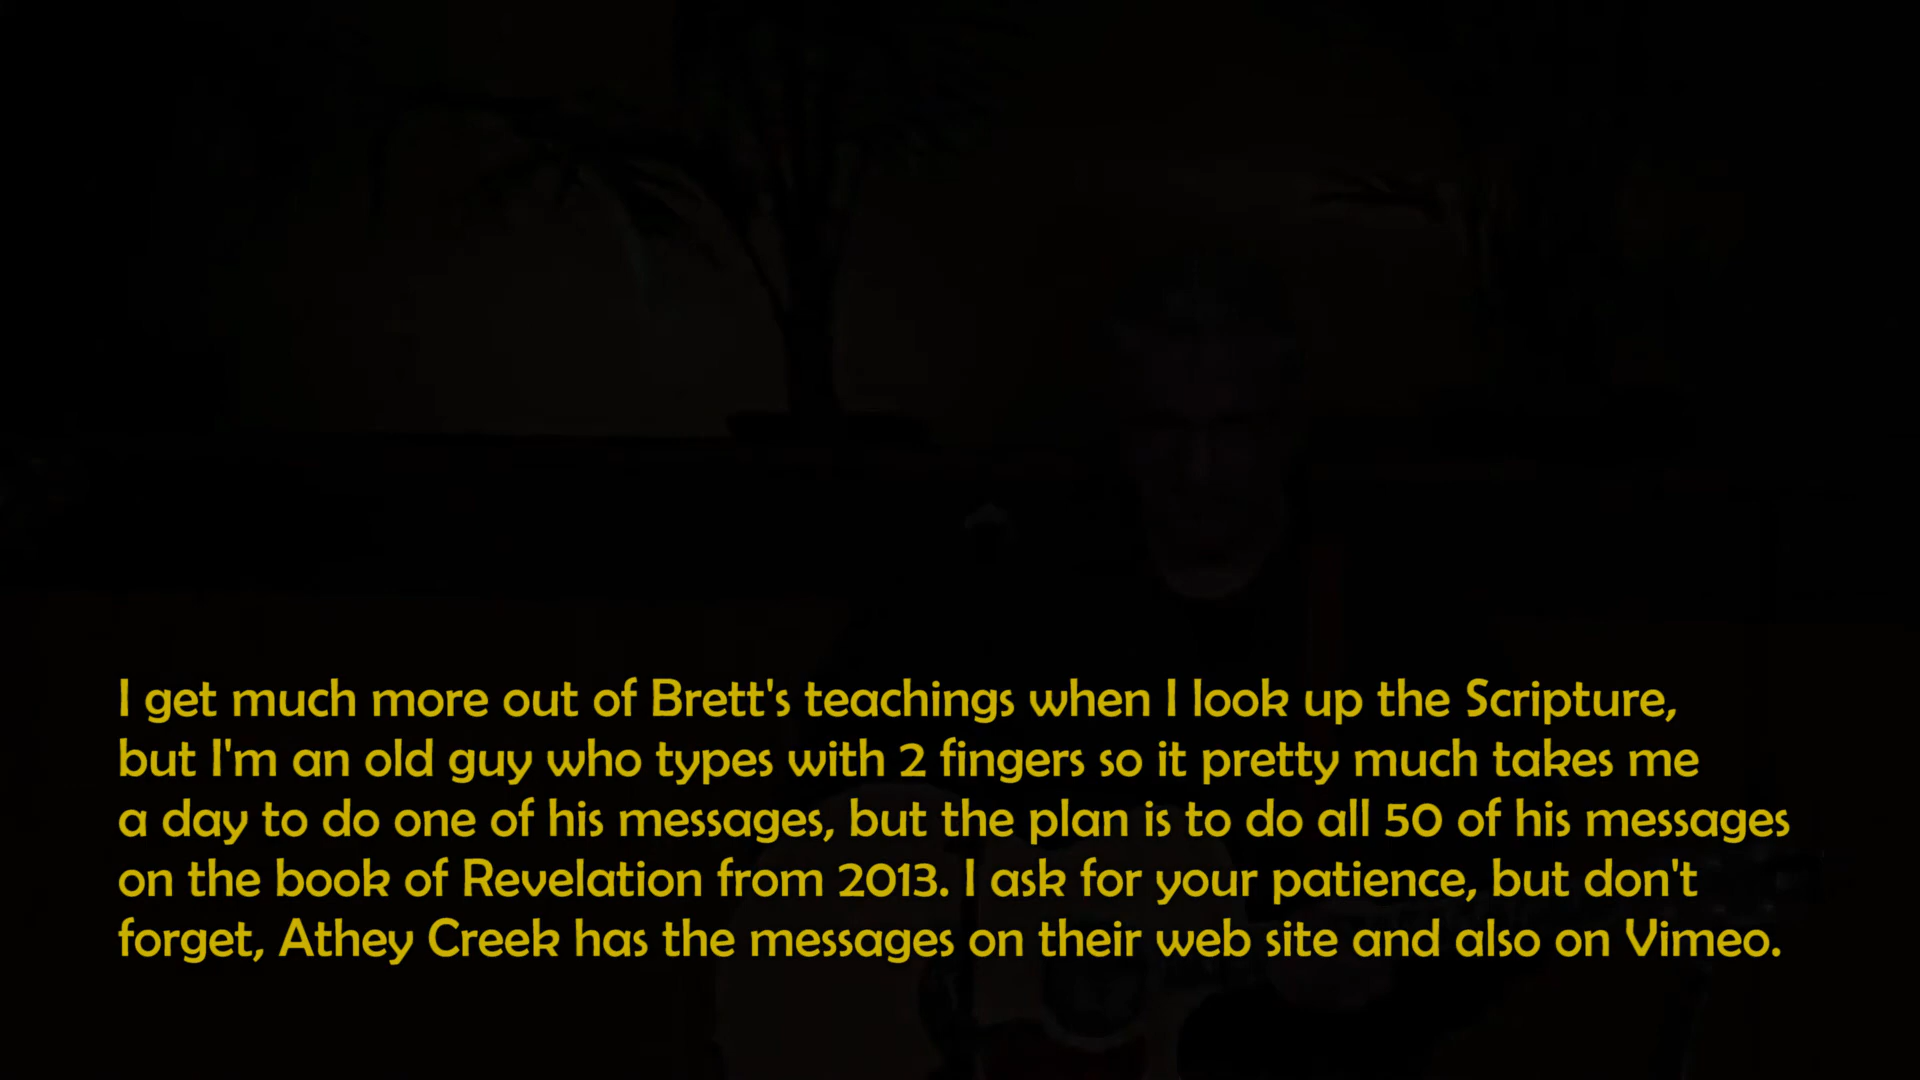 I get much more out of Brett's teachings when I look up the Scripture,
but I'm an old guy who types with 2 fingers so it pretty much takes me
a day to do one of his messages, but the plan is to do all 50 of his messages
on the book of Revelation from 2013. I ask for your patience, but don't
forget, Athey Creek has the messages on their web site and also on Vimeo.